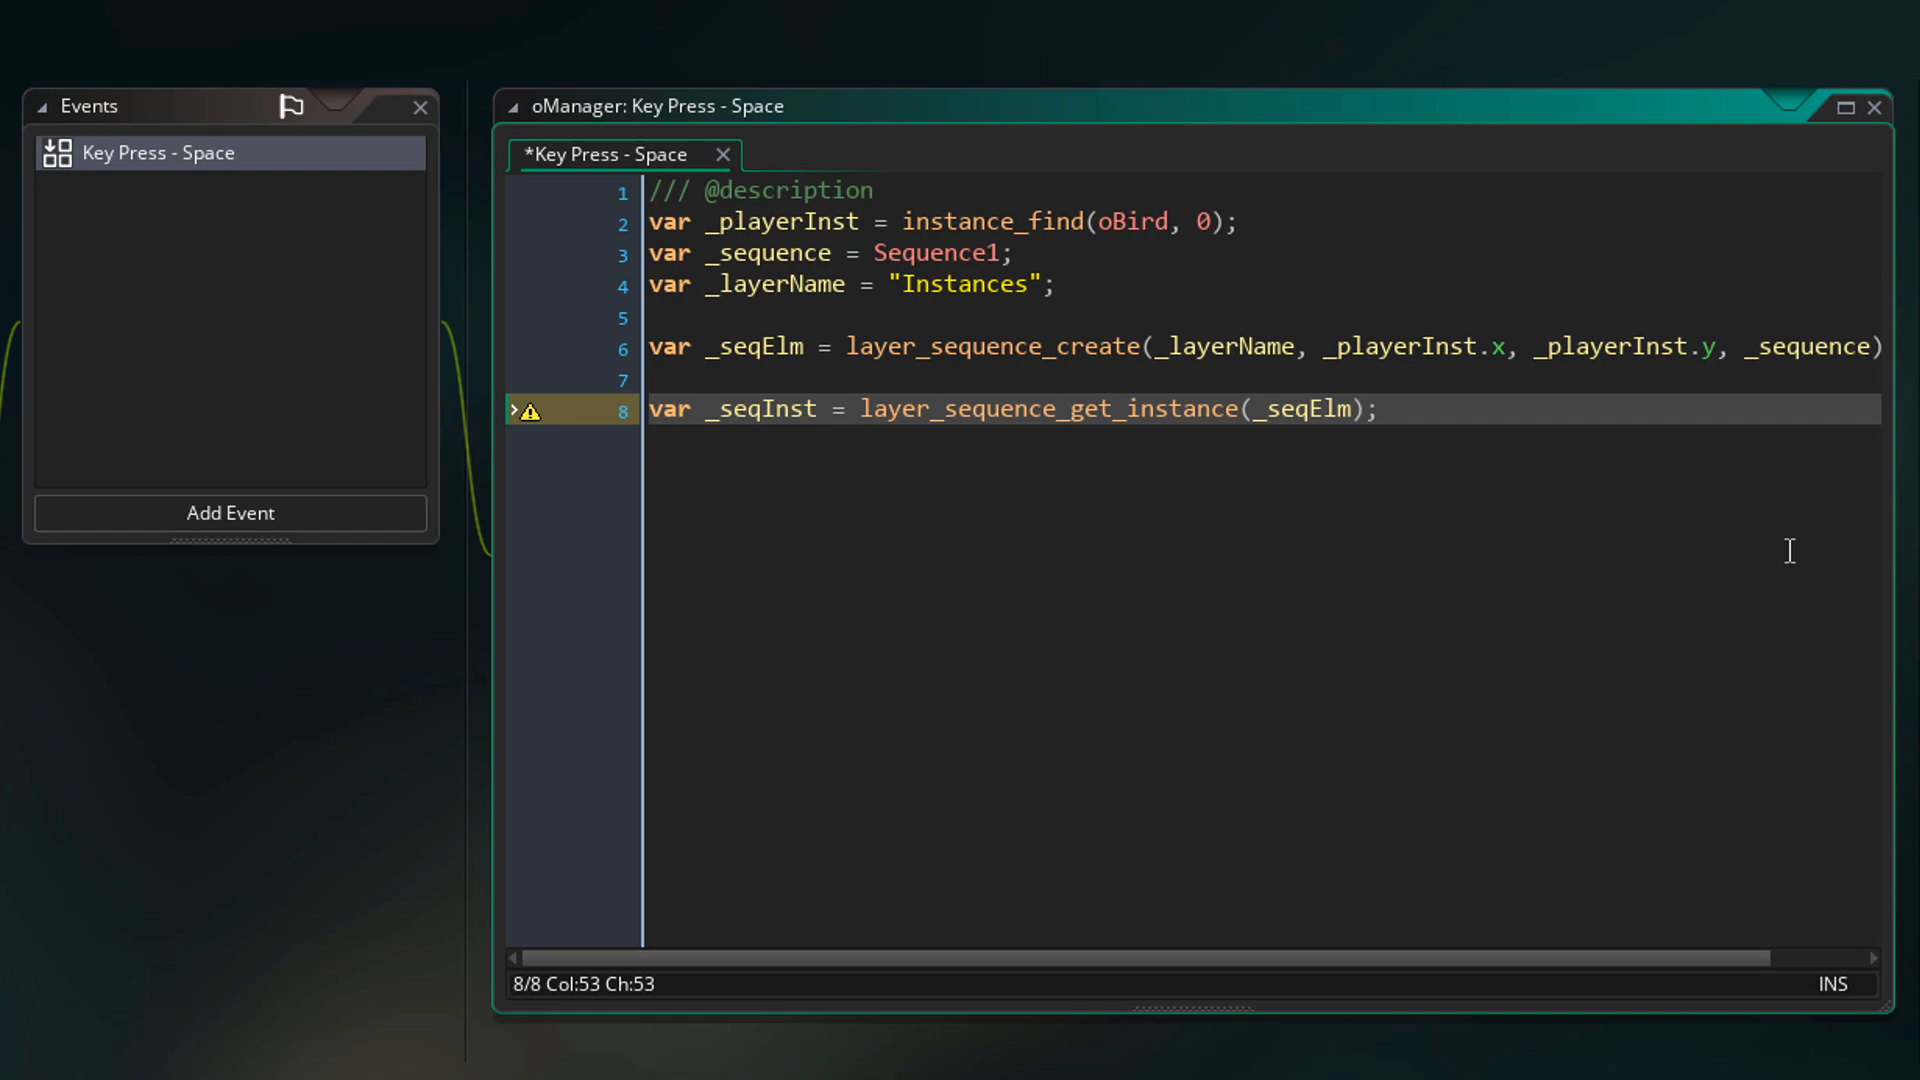 Events
Key Press - Space
Add Event
oManager: Key Press - Space
*Key Press - Space
1 /// @description
2 var _playerInst = instance_find(oBird, 0);
3 var _sequence = Sequence1;
4 var _layerName = "Instances";
5
6 var _seqElm = layer_sequence_create(_layerName, _playerInst.x, _playerInst.y, _sequence)
7
8 var _seqInst = layer_sequence_get_instance(_seqElm);
8/8 Col:53 Ch:53
INS